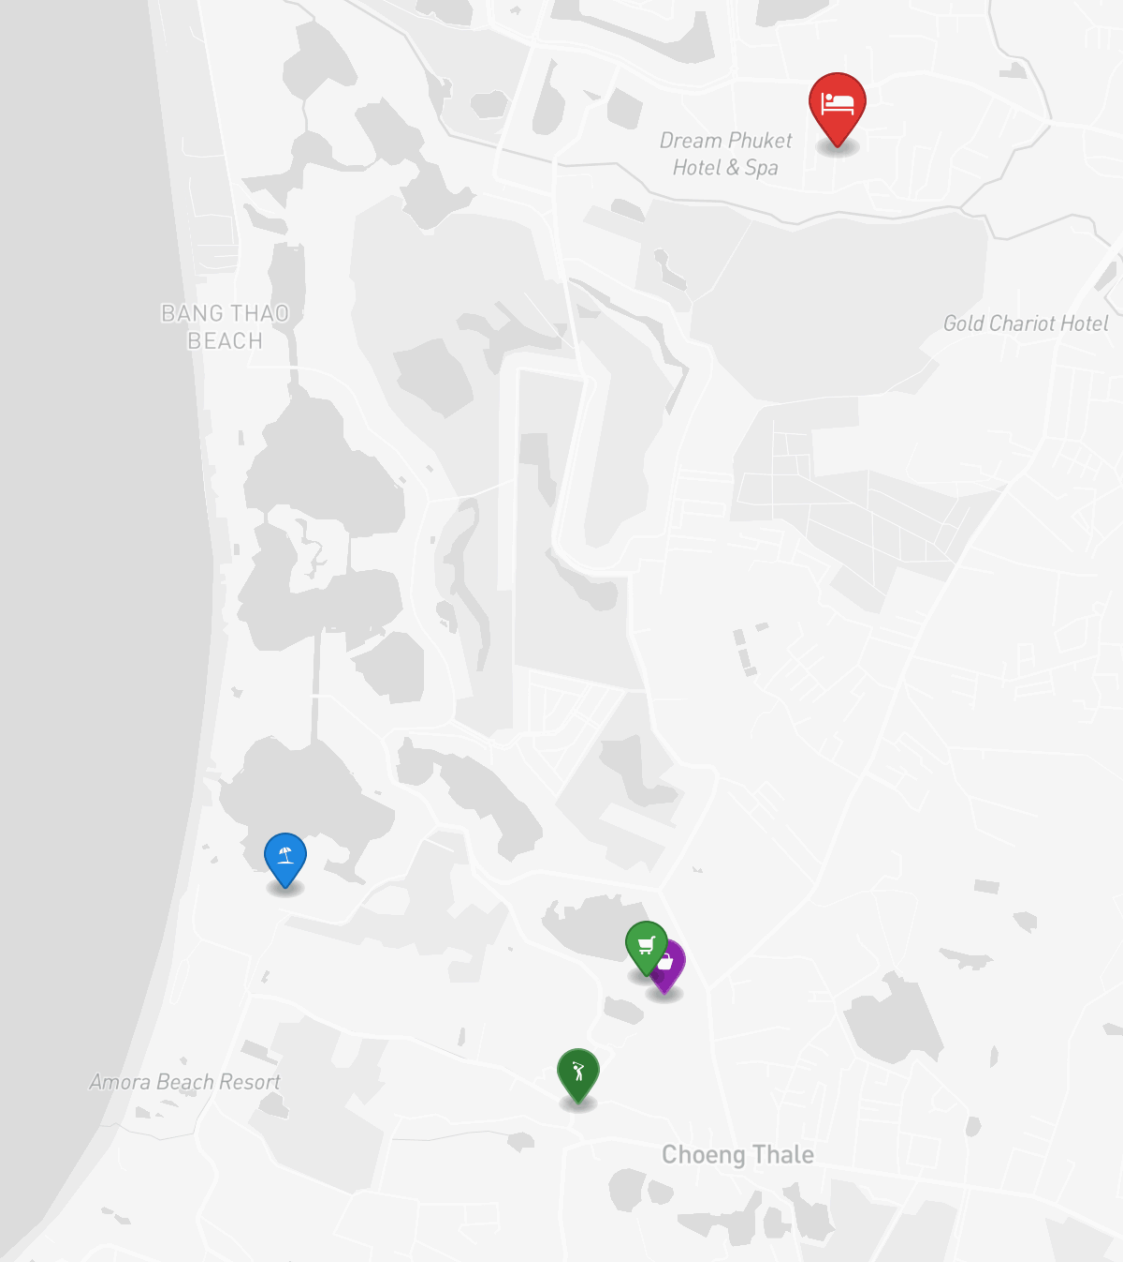 Dream Phuket
Hotel & Spa
BANG THAO
BEACH
Gold Chariot Hotel
Amora Beach Resort
Choeng Thale